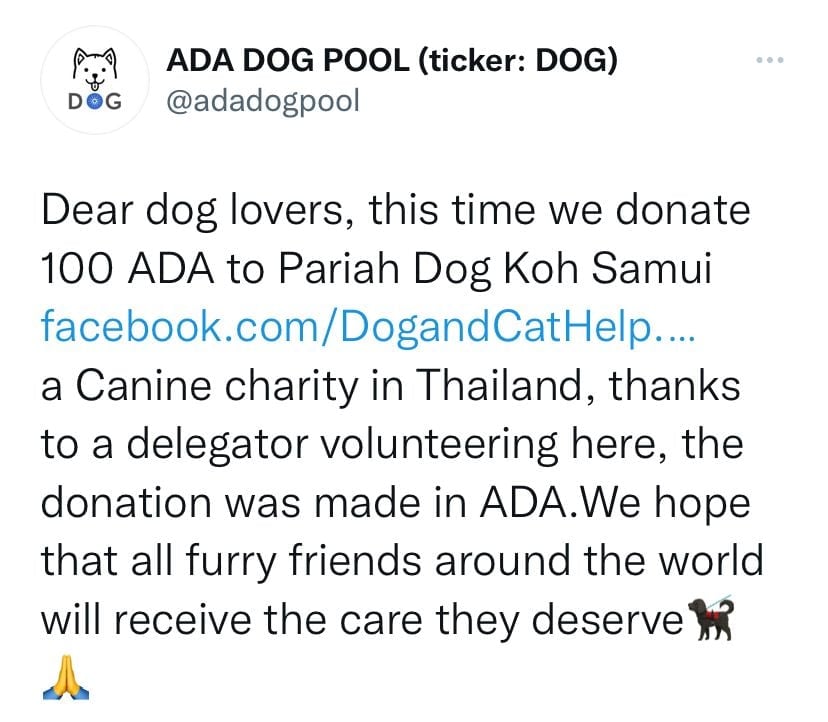 ADA DOG POOL (ticker: DOG)
DOG
@adadogpool
Dear dog lovers, this time we donate
100 ADA to Pariah Dog Koh Samui
facebook.com/DogandCatHelp....
a Canine charity in Thailand, thanks
to a delegator volunteering here, the
donation was made in ADA.We hope
that all furry friends around the world
will receive the care they deserve🐕‍🦺
🙏